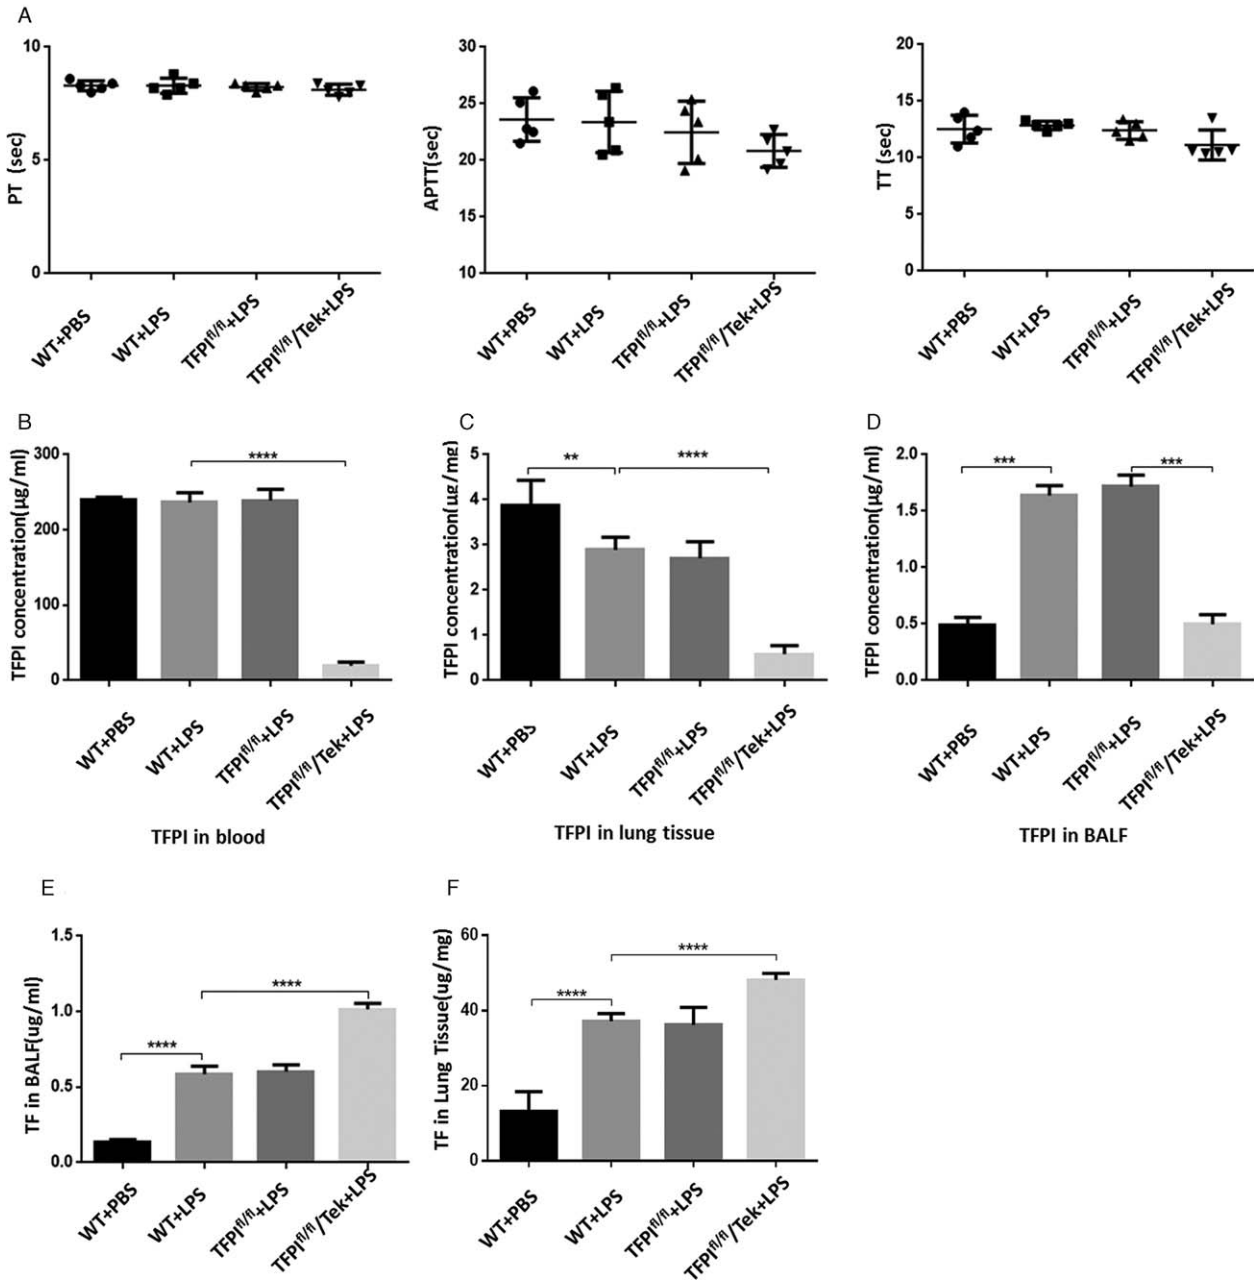 A
10
5
0
PT (sec)
WT+PBS
WT+LPS
TFPI^fl/fl+LPS
TFPI^fl/fl/Tek+LPS
30
25
20
15
10
APTT(sec)
WT+PBS
WT+LPS
TFPI^fl/fl+LPS
TFPI^fl/fl/Tek+LPS
20
15
10
5
0
TT (sec)
WT+PBS
WT+LPS
TFPI^fl/fl+LPS
TFPI^fl/fl/Tek+LPS
B
300
200
100
0
TFPI concentration(µg/ml)
****
WT+PBS
WT+LPS
TFPI^fl/fl+LPS
TFPI^fl/fl/Tek+LPS
TFPI in blood
C
5
4
3
2
1
0
TFPI concentration(µg/mg)
**
****
WT+PBS
WT+LPS
TFPI^fl/fl+LPS
TFPI^fl/fl/Tek+LPS
TFPI in lung tissue
D
2.0
1.5
1.0
0.5
0.0
TFPI concentration(µg/ml)
***
***
WT+PBS
WT+LPS
TFPI^fl/fl+LPS
TFPI^fl/fl/Tek+LPS
TFPI in BALF
E
1.5
1.0
0.5
0.0
TF in BALF(ug/ml)
****
****
WT+PBS
WT+LPS
TFPI^fl/fl+LPS
TFPI^fl/fl/Tek+LPS
F
60
40
20
0
TF in Lung Tissue(ug/mg)
****
****
WT+PBS
WT+LPS
TFPI^fl/fl+LPS
TFPI^fl/fl/Tek+LPS